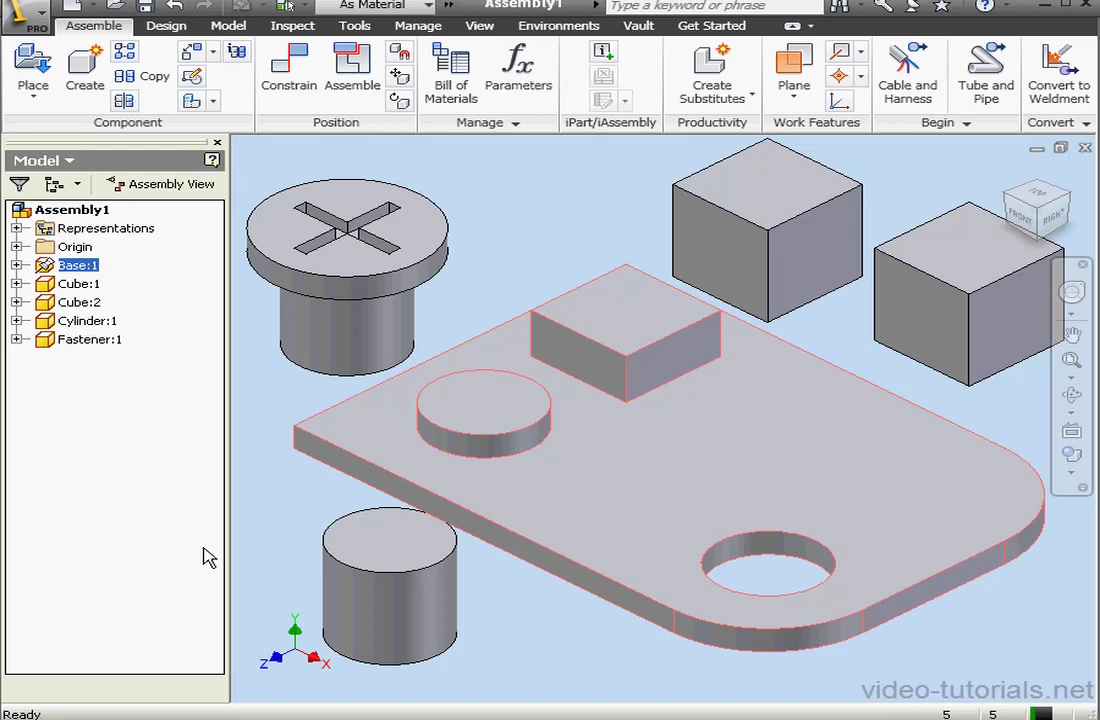 As Material
Assembly1
Type a keyword or phrase
PRO
Assemble Design Model Inspect Tools Manage View Environments Vault Get Started
Place
Create
Copy
Constrain
Assemble
Bill of
Materials
Parameters
Create
Substitutes
Plane
Cable and
Harness
Tube and
Pipe
Convert to
Weldment
Component
Position
Manage
iPart/iAssembly
Productivity
Work Features
Begin
Convert
Model
Assembly View
Assembly1
Representations
Origin
Base:1
Cube:1
Cube:2
Cylinder:1
Fastener:1
TOP
FRONT
RIGHT
Y
Z
X
video-tutorials.net
Ready
5 5